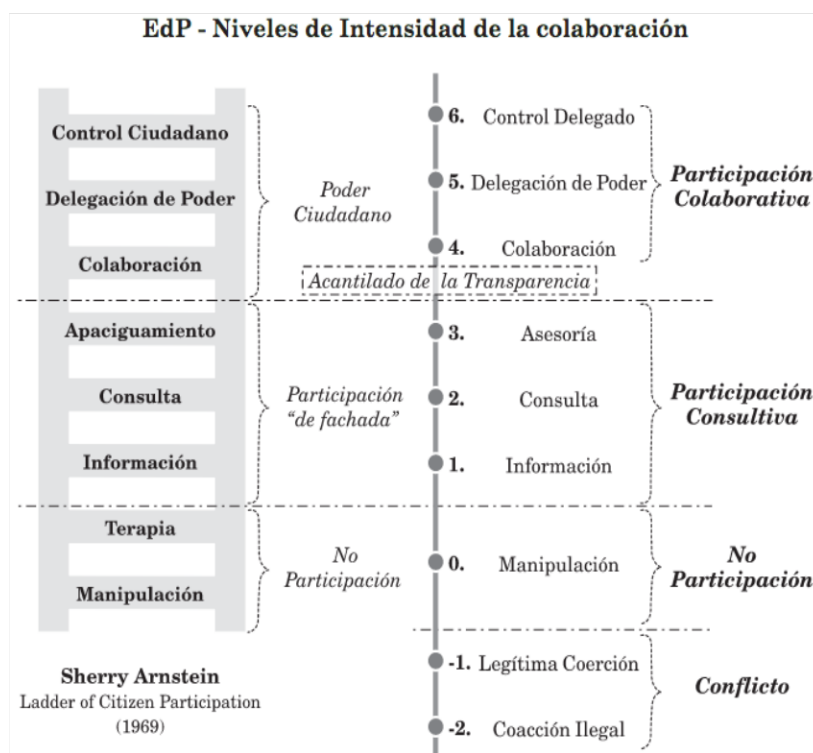 EdP - Niveles de Intensidad de la colaboración
Control Ciudadano
Delegación de Poder
Colaboración
Poder
Ciudadano
Apaciguamiento
Consulta
Información
Participación
“de fachada”
Terapia
Manipulación
No
Participación
Sherry Arnstein
Ladder of Citizen Participation
(1969)
6. Control Delegado
5. Delegación de Poder
4. Colaboración
Participación
Colaborativa
Acantilado de la Transparencia
3. Asesoría
2. Consulta
1. Información
Participación
Consultiva
0. Manipulación
No
Participación
-1. Legítima Coerción
-2. Coacción Ilegal
Conflicto